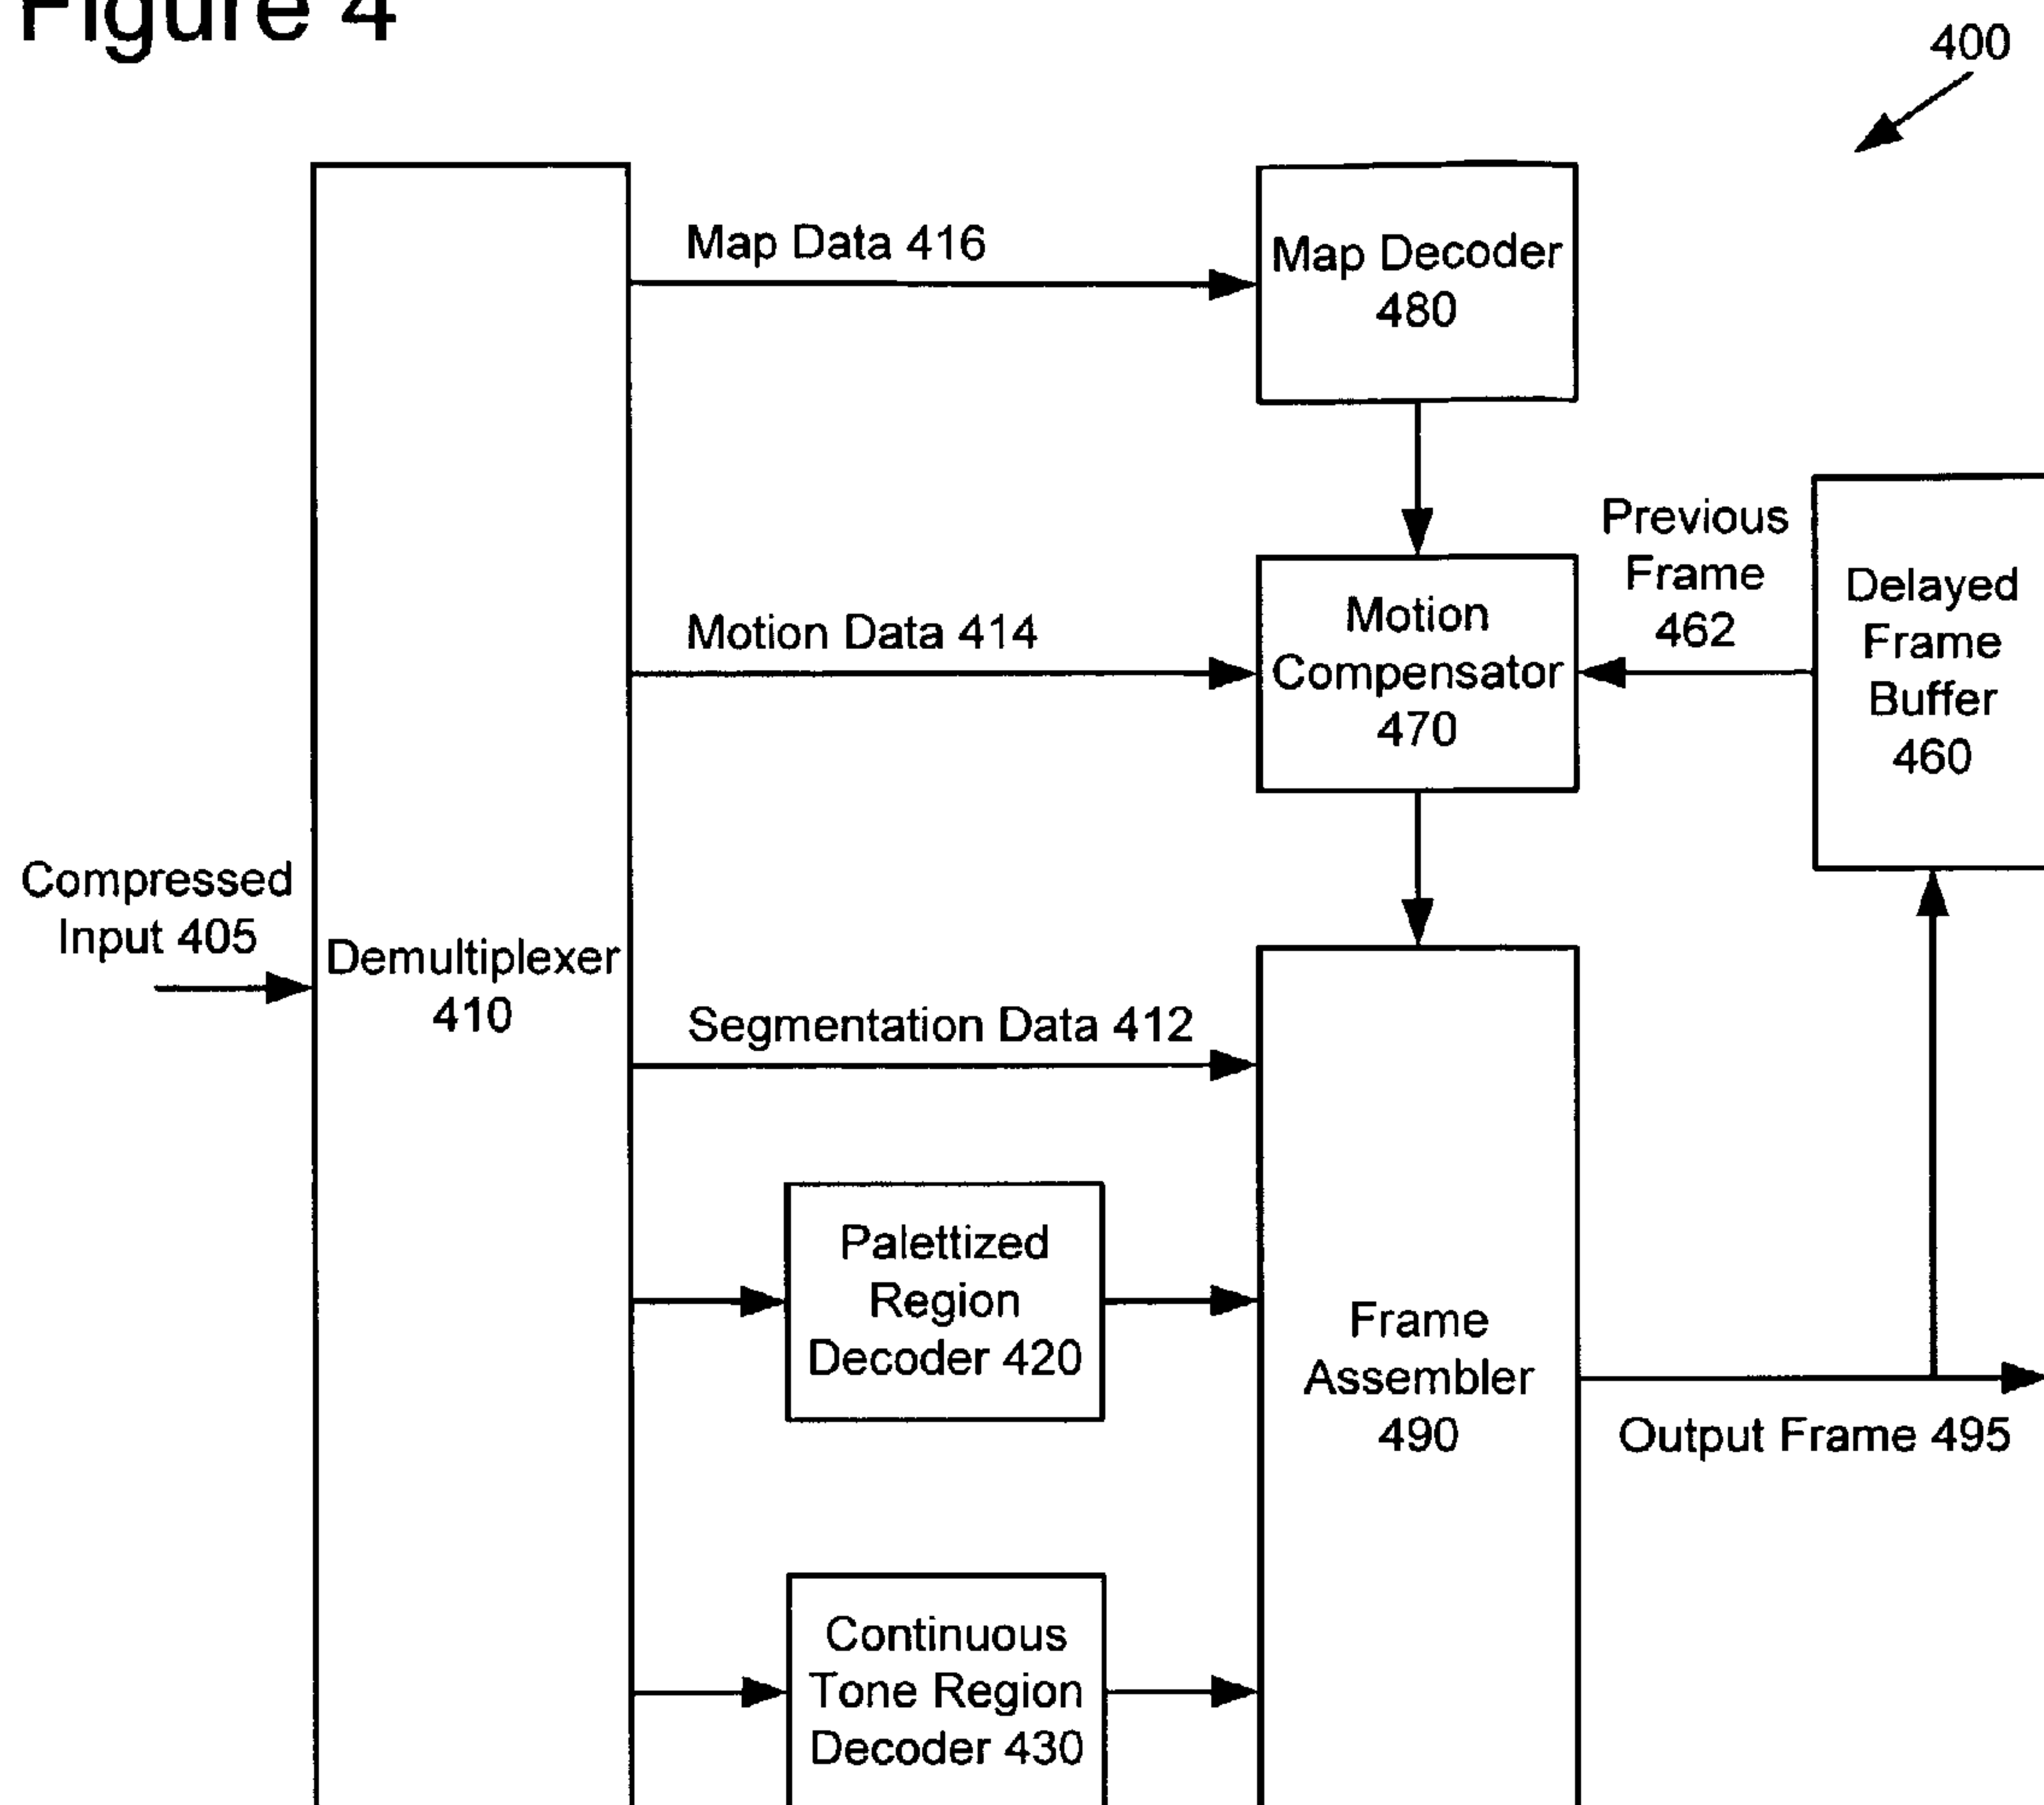 Figure 4
400
Map Data 416
Map Decoder
480
Motion Data 414
Motion
Compensator
470
Previous
Frame
462
Delayed
Frame
Buffer
460
Compressed
Input 405
Demultiplexer
410
Segmentation Data 412
Palettized
Region
Decoder 420
Frame
Assembler
490
Output Frame 495
Continuous
Tone Region
Decoder 430